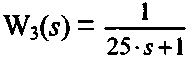 W₃(s) = 1 / (25·s+1)